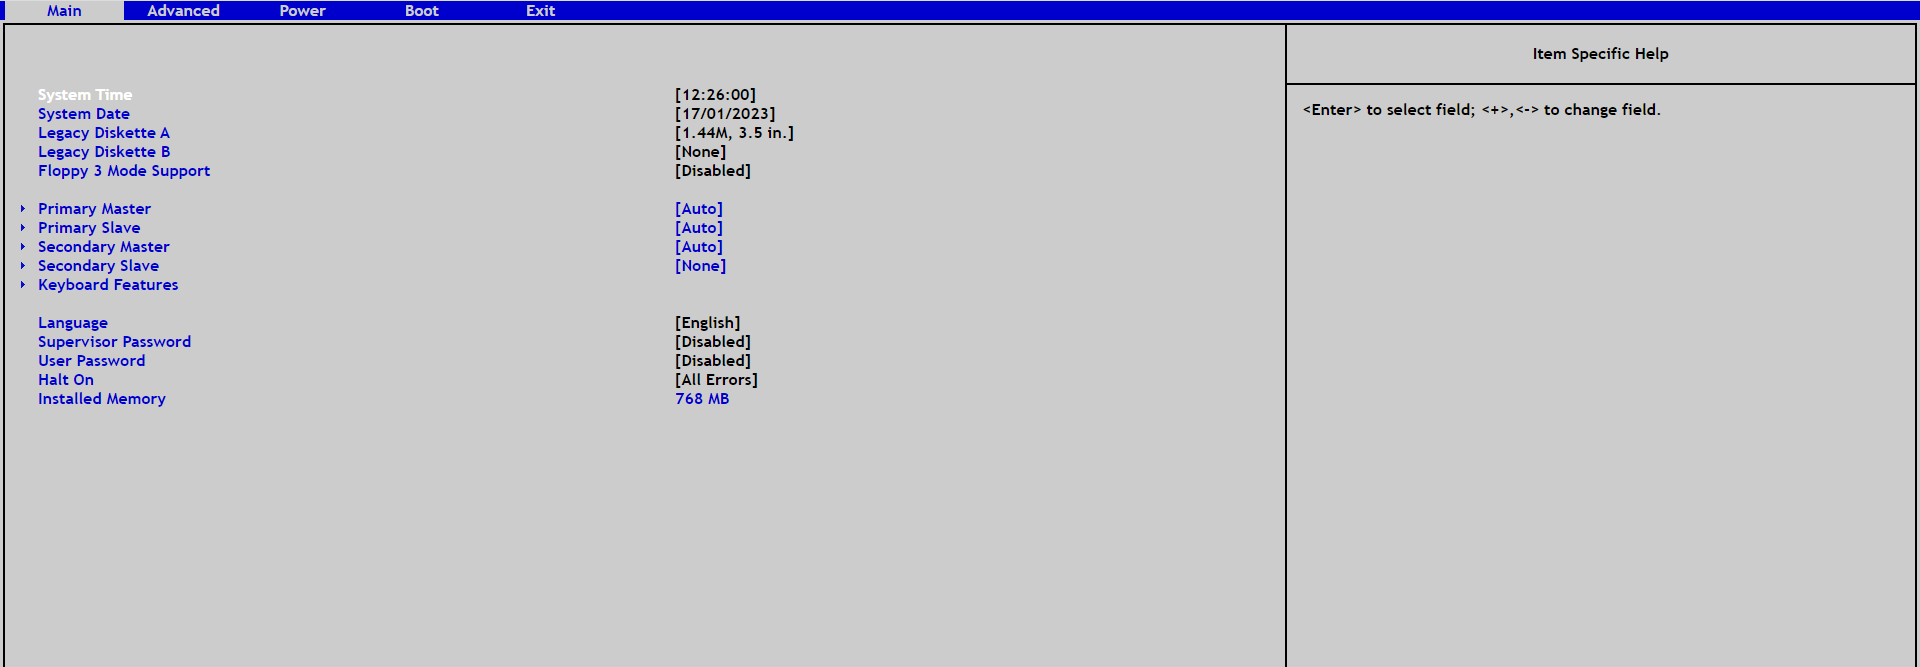 Main Advanced Power Boot Exit
Item Specific Help
System Time [12:26:00]
System Date [17/01/2023]
Legacy Diskette A [1.44M, 3.5 in.]
Legacy Diskette B [None]
Floppy 3 Mode Support [Disabled]
Primary Master [Auto]
Primary Slave [Auto]
Secondary Master [Auto]
Secondary Slave [None]
Keyboard Features
Language [English]
Supervisor Password [Disabled]
User Password [Disabled]
Halt On [All Errors]
Installed Memory 768 MB
<Enter> to select field; <+>,<-> to change field.